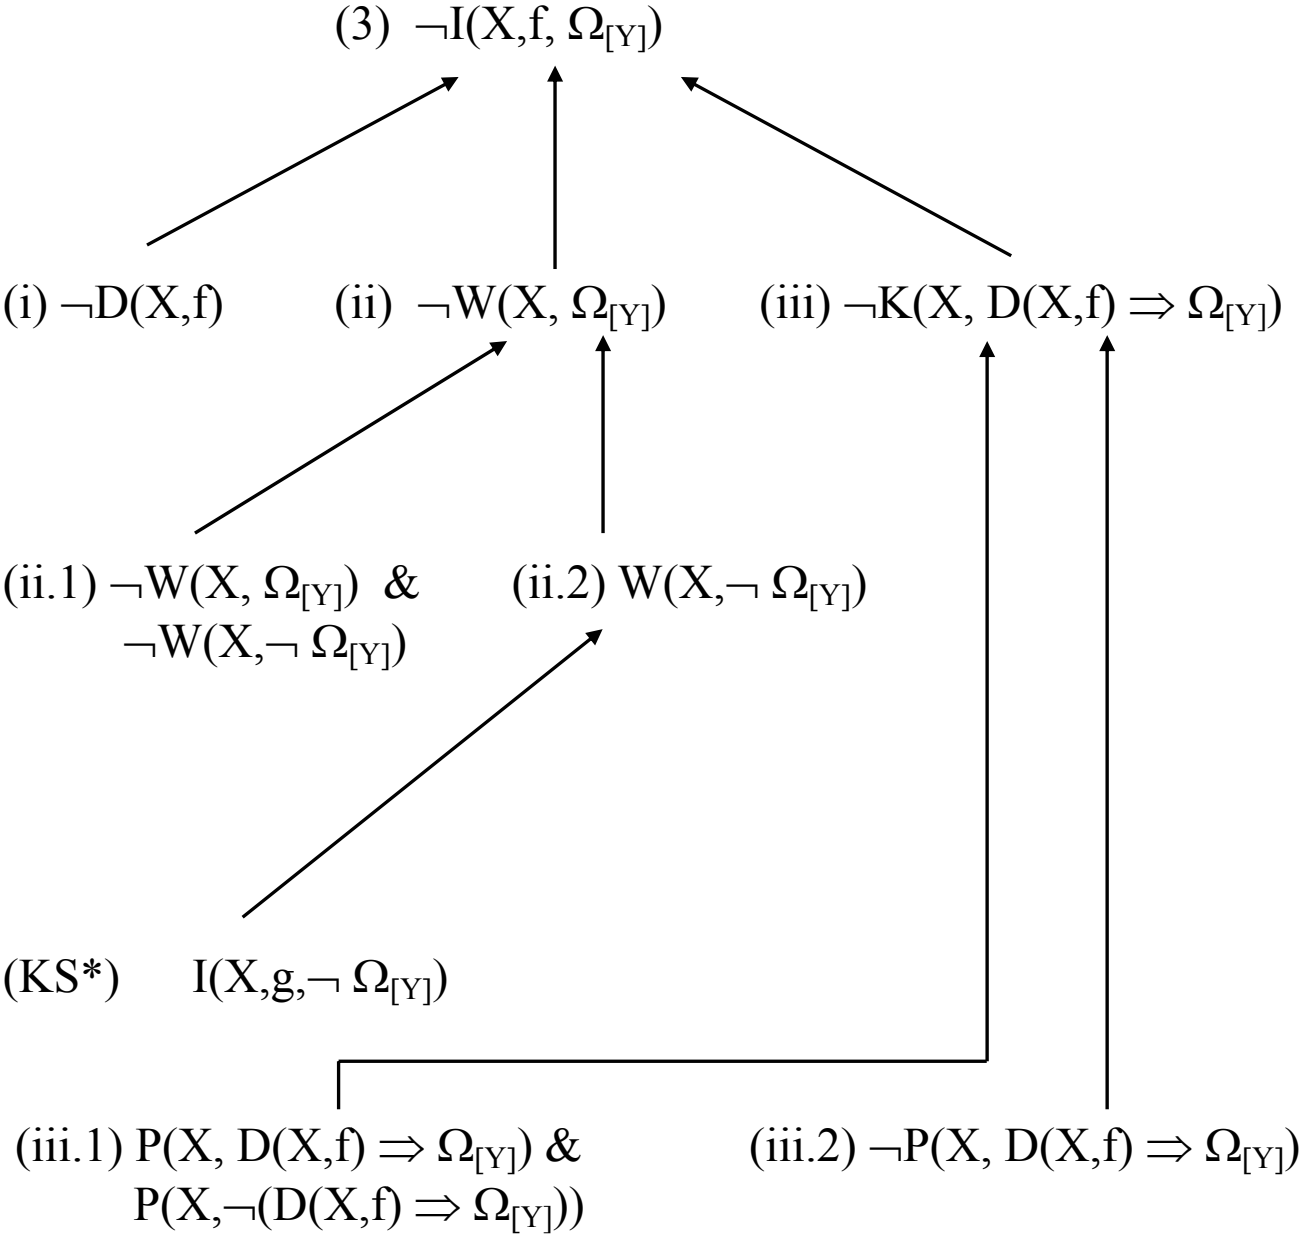 (3) ¬I(X,f, Ω[Y])
(i) ¬D(X,f) (ii) ¬W(X, Ω[Y]) (iii) ¬K(X, D(X,f) ⇒ Ω[Y])
(ii.1) ¬W(X, Ω[Y]) & (ii.2) W(X,¬ Ω[Y])
¬W(X,¬ Ω[Y])
(KS*) I(X,g,¬ Ω[Y])
(iii.1) P(X, D(X,f) ⇒ Ω[Y]) & (iii.2) ¬P(X, D(X,f) ⇒ Ω[Y])
P(X,¬(D(X,f) ⇒ Ω[Y]))